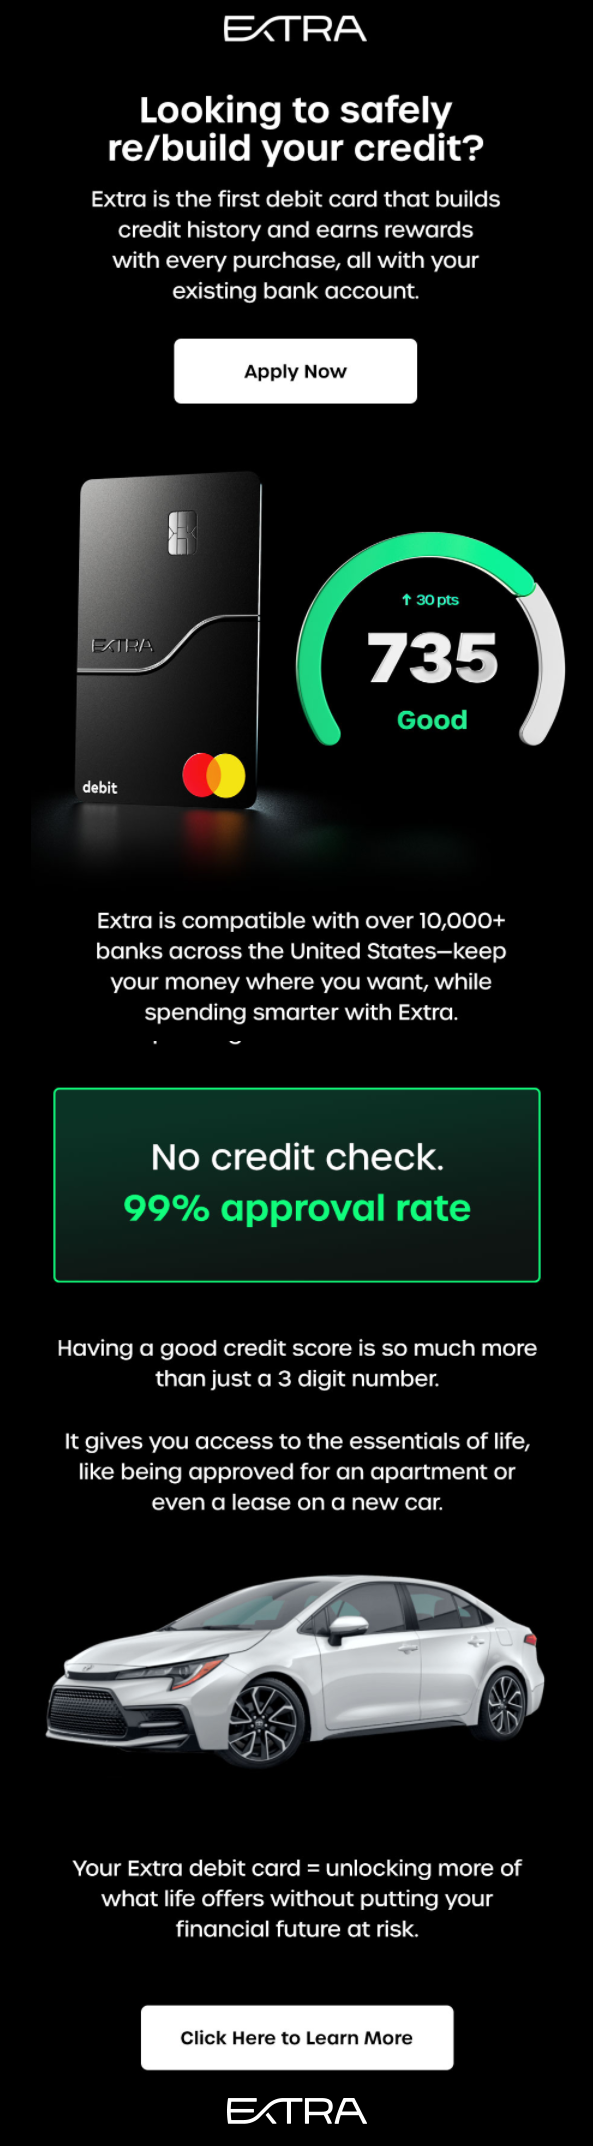 EXTRA
Looking to safely
re/build your credit?
Extra is the first debit card that builds
credit history and earns rewards
with every purchase, all with your
existing bank account.
Apply Now
EXTRA
debit
↑ 30 pts
735
Good
Extra is compatible with over 10,000+
banks across the United States—keep
your money where you want, while
spending smarter with Extra.
No credit check.
99% approval rate
Having a good credit score is so much more
than just a 3 digit number.
It gives you access to the essentials of life,
like being approved for an apartment or
even a lease on a new car.
Your Extra debit card = unlocking more of
what life offers without putting your
financial future at risk.
Click Here to Learn More
EXTRA